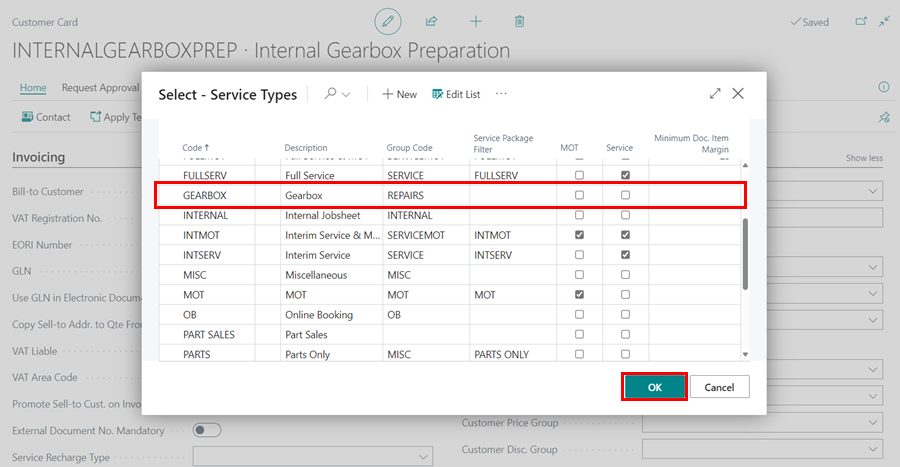 Customer Card
Saved
INTERNALGEARBOXPREP · Internal Gearbox Preparation
Home Request Approval
Contact Apply Te
Invoicing
Show less
Bill-to Customer
VAT Registration No.
EORI Number
GLN
Use GLN in Electronic Docume
Copy Sell-to Addr. to Qte From
VAT Liable
VAT Area Code
Promote Sell-to Cust. on Invo
External Document No. Mandatory
Service Recharge Type
Customer Price Group
Customer Disc. Group
Select - Service Types
New Edit List ...
Code ↑ Description Group Code Service Package Filter MOT Service Minimum Doc. Item Margin
FULLSERV Full Service SERVICE FULLSERV
GEARBOX Gearbox REPAIRS
INTERNAL Internal Jobsheet INTERNAL
INTMOT Interim Service & M... SERVICEMOT INTMOT
INTSERV Interim Service SERVICE INTSERV
MISC Miscellaneous MISC
MOT MOT MOT MOT
OB Online Booking OB
PART SALES Part Sales
PARTS Parts Only MISC PARTS ONLY
OK Cancel